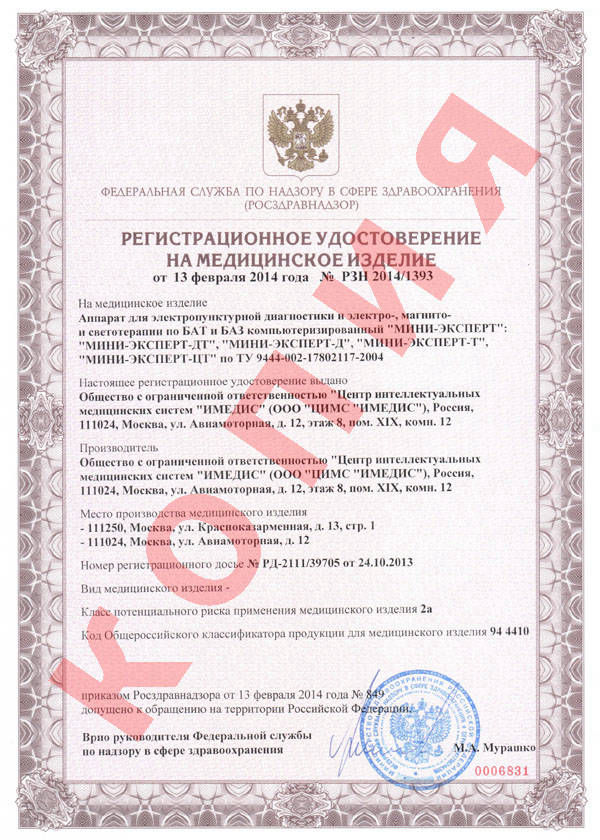 ФЕДЕРАЛЬНАЯ СЛУЖБА ПО НАДЗОРУ В СФЕРЕ ЗДРАВООХРАНЕНИЯ
(РОСЗДРАВНАДЗОР)
РЕГИСТРАЦИОННОЕ УДОСТОВЕРЕНИЕ
НА МЕДИЦИНСКОЕ ИЗДЕЛИЕ
от 13 февраля 2014 года № РЗН 2014/1393
На медицинское изделие
Аппарат для электропунктурной диагностики и электро-, магнито-
и светотерапии по БАТ и БАЗ компьютеризированный "МИНИ-ЭКСПЕРТ":
"МИНИ-ЭКСПЕРТ-ДТ", "МИНИ-ЭКСПЕРТ-Д", "МИНИ-ЭКСПЕРТ-Т",
"МИНИ-ЭКСПЕРТ-ЦТ" по ТУ 9444-002-17802117-2004
Настоящее регистрационное удостоверение выдано
Общество с ограниченной ответственностью "Центр интеллектуальных
медицинских систем "ИМЕДИС" (ООО "ЦИМС "ИМЕДИС"), Россия,
111024, Москва, ул. Авиамоторная, д. 12, этаж 8, пом. XIX, комн. 12
Производитель
Общество с ограниченной ответственностью "Центр интеллектуальных
медицинских систем "ИМЕДИС" (ООО "ЦИМС "ИМЕДИС"), Россия,
111024, Москва, ул. Авиамоторная, д. 12, этаж 8, пом. XIX, комн. 12
Место производства медицинского изделия
- 111250, Москва, ул. Красноказарменная, д. 13, стр. 1
- 111024, Москва, ул. Авиамоторная, д. 12
Номер регистрационного досье № РД-2111/39705 от 24.10.2013
Вид медицинского изделия -
Класс потенциального риска применения медицинского изделия 2а
Код Общероссийского классификатора продукции для медицинского изделия 94 4410
приказом Росздравнадзора от 13 февраля 2014 года № 849
допущено к обращению на территории Российской Федерации.
Врио руководителя Федеральной службы
по надзору в сфере здравоохранения
М.А. Мурашко
0006831
КОПИЯ